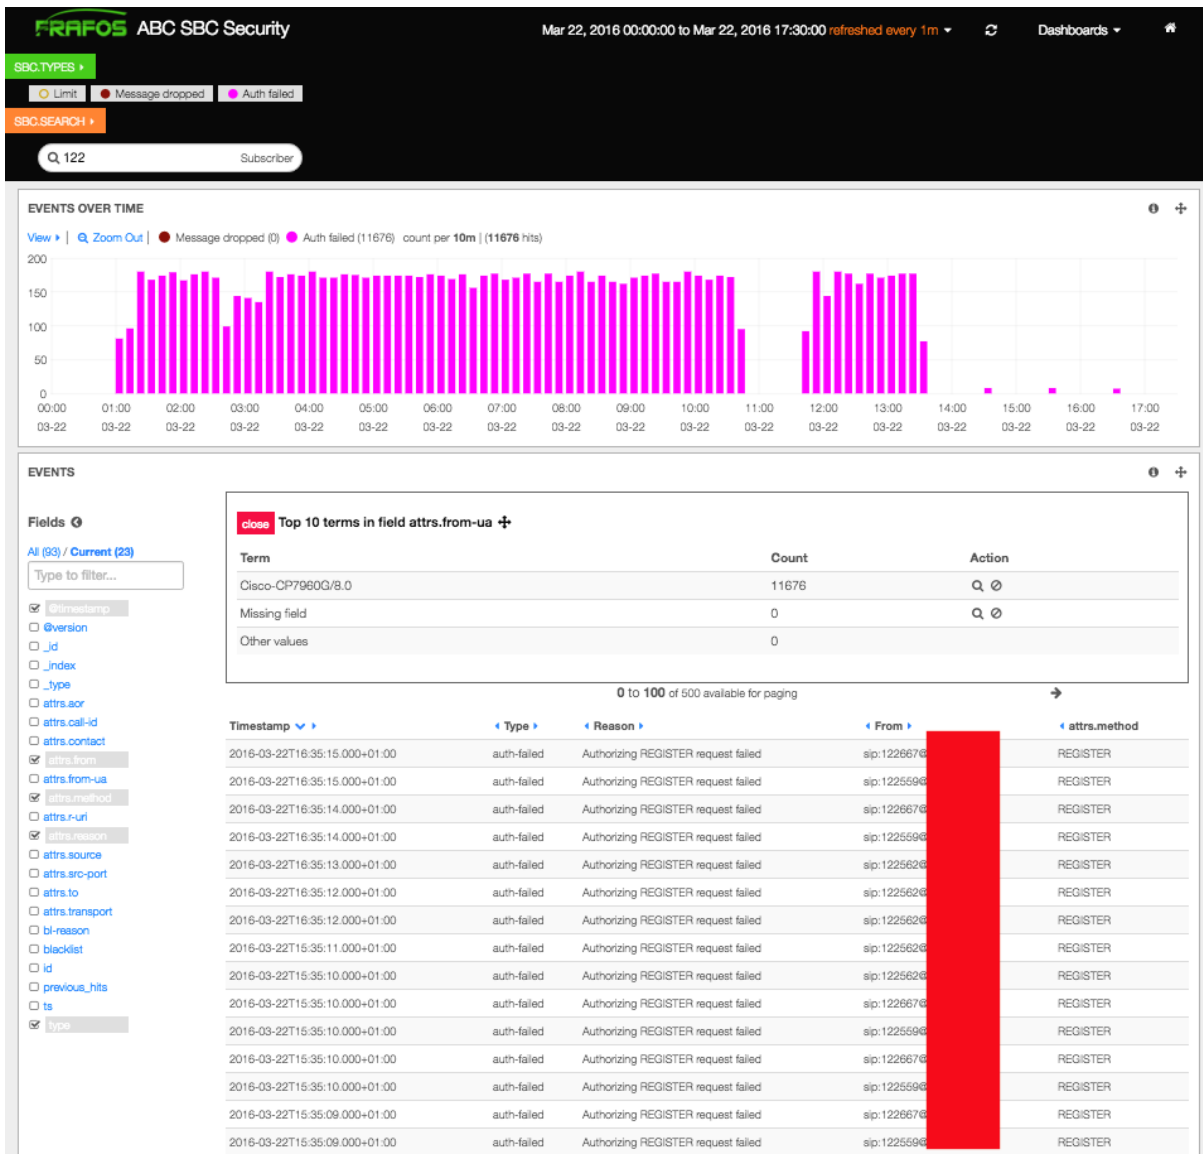 FRAFOS ABC SBC Security
Mar 22, 2016 00:00:00 to Mar 22, 2016 17:30:00 refreshed every 1m
Dashboards
SBC.TYPES
Limit Message dropped Auth failed
SBC.SEARCH
122 Subscriber
EVENTS OVER TIME
View | Zoom Out | Message dropped (0) Auth failed (11676) count per 10m | (11676 hits)
200
150
100
50
0
00:00 01:00 02:00 03:00 04:00 05:00 06:00 07:00 08:00 09:00 10:00 11:00 12:00 13:00 14:00 15:00 16:00 17:00
03-22 03-22 03-22 03-22 03-22 03-22 03-22 03-22 03-22 03-22 03-22 03-22 03-22 03-22 03-22 03-22 03-22 03-22
EVENTS
Fields
All (93) / Current (23)
Type to filter...
@timestamp
@version
_id
_index
_type
attrs.aor
attrs.call-id
attrs.contact
attrs.from
attrs.from-ua
attrs.method
attrs.r-uri
attrs.reason
attrs.source
attrs.src-port
attrs.to
attrs.transport
bl-reason
blacklist
id
previous_hits
ts
type
close Top 10 terms in field attrs.from-ua
Term Count Action
Cisco-CP7960G/8.0 11676
Missing field 0
Other values 0
0 to 100 of 500 available for paging
Timestamp Type Reason From attrs.method
2016-03-22T16:35:15.000+01:00 auth-failed Authorizing REGISTER request failed sip:122667@ REGISTER
2016-03-22T16:35:15.000+01:00 auth-failed Authorizing REGISTER request failed sip:122559@ REGISTER
2016-03-22T16:35:14.000+01:00 auth-failed Authorizing REGISTER request failed sip:122667@ REGISTER
2016-03-22T16:35:14.000+01:00 auth-failed Authorizing REGISTER request failed sip:122559@ REGISTER
2016-03-22T16:35:13.000+01:00 auth-failed Authorizing REGISTER request failed sip:122562@ REGISTER
2016-03-22T16:35:12.000+01:00 auth-failed Authorizing REGISTER request failed sip:122562@ REGISTER
2016-03-22T16:35:12.000+01:00 auth-failed Authorizing REGISTER request failed sip:122562@ REGISTER
2016-03-22T15:35:11.000+01:00 auth-failed Authorizing REGISTER request failed sip:122562@ REGISTER
2016-03-22T15:35:10.000+01:00 auth-failed Authorizing REGISTER request failed sip:122562@ REGISTER
2016-03-22T15:35:10.000+01:00 auth-failed Authorizing REGISTER request failed sip:122667@ REGISTER
2016-03-22T15:35:10.000+01:00 auth-failed Authorizing REGISTER request failed sip:122559@ REGISTER
2016-03-22T15:35:10.000+01:00 auth-failed Authorizing REGISTER request failed sip:122667@ REGISTER
2016-03-22T15:35:10.000+01:00 auth-failed Authorizing REGISTER request failed sip:122559@ REGISTER
2016-03-22T15:35:09.000+01:00 auth-failed Authorizing REGISTER request failed sip:122667@ REGISTER
2016-03-22T15:35:09.000+01:00 auth-failed Authorizing REGISTER request failed sip:122559@ REGISTER